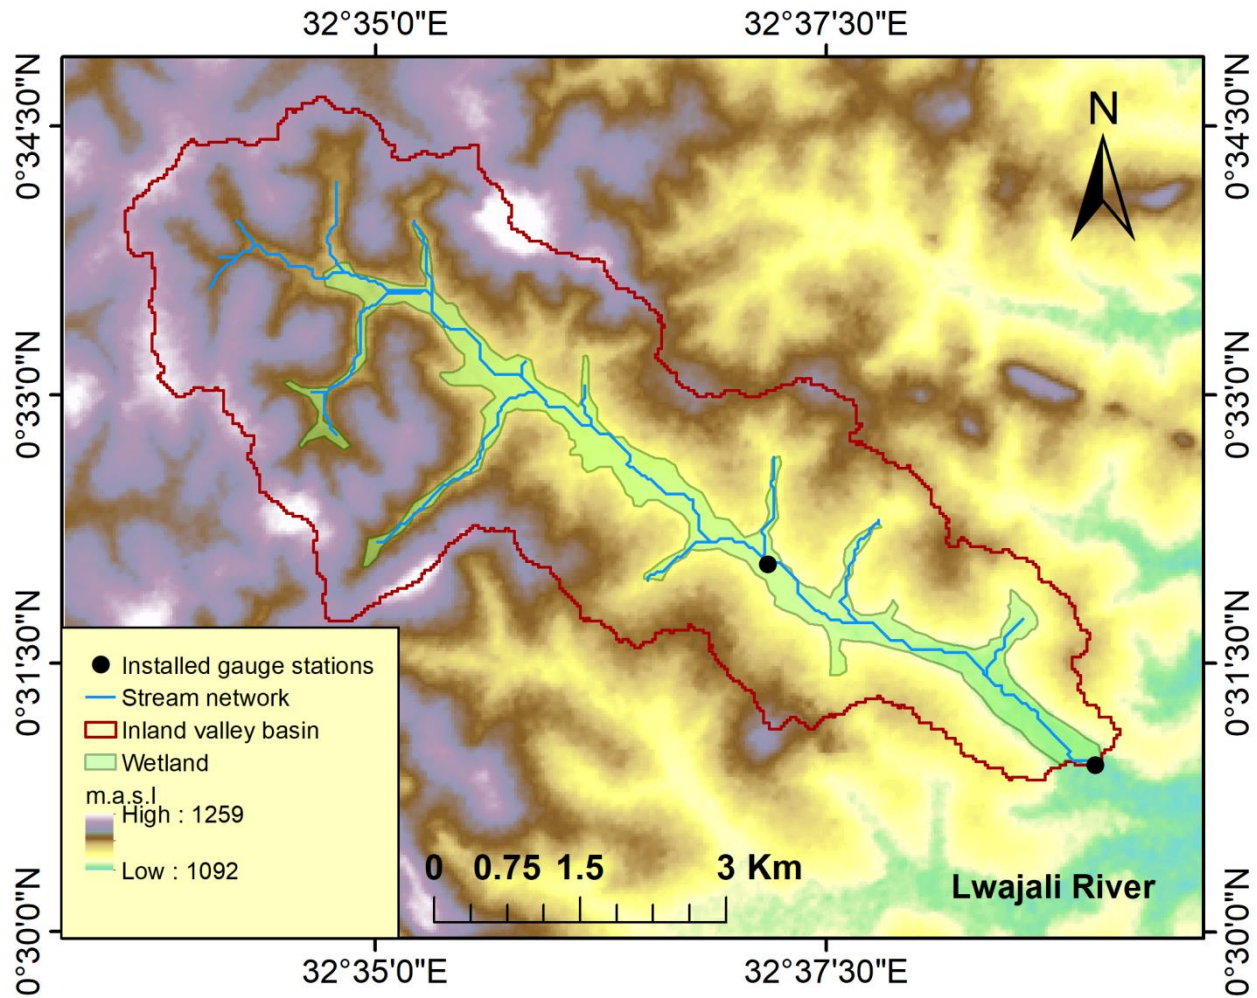 32°35'0"E 32°37'30"E
0°34'30"N
0°34'30"N
N
0°33'0"N
0°33'0"N
0°31'30"N
0°31'30"N
Installed gauge stations
Stream network
Inland valley basin
Wetland
m.a.s.l
High : 1259
Low : 1092
0 0.75 1.5 3 Km
Lwajali River
0°30'0"N
0°30'0"N
32°35'0"E 32°37'30"E